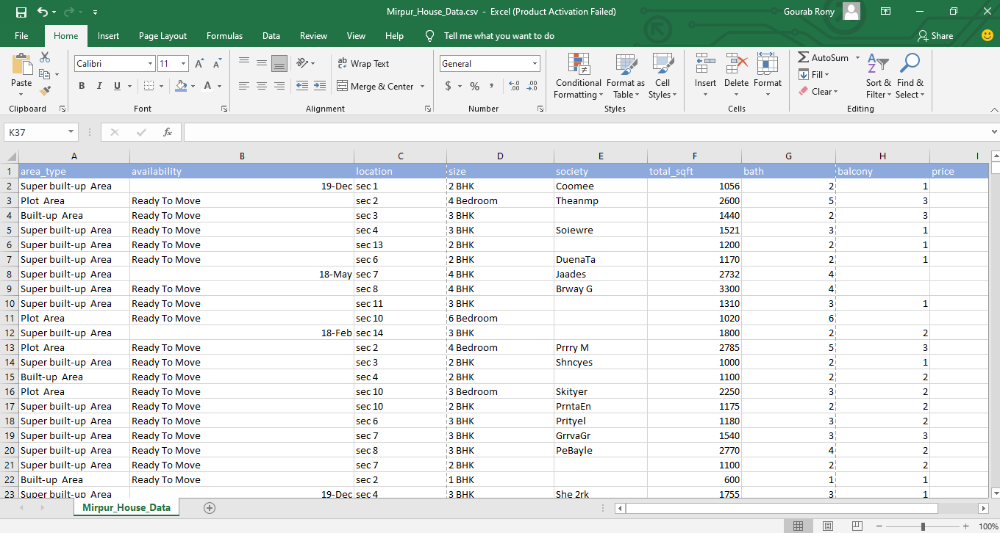 Mirpur_House_Data.csv - Excel (Product Activation Failed) Gourab Rony
File Home Insert Page Layout Formulas Data Review View Help Tell me what you want to do Share
Paste Calibri 11 Wrap Text General Conditional Formatting Format as Table Cell Styles Insert Delete Format AutoSum Sort & Filter Find & Select
B I U A Merge & Center $ % , Fill
Clear
Clipboard Font Alignment Number Styles Cells Editing
K37 fx
A B C D E F G H I
1 area_type availability location size society total_sqft bath balcony price
2 Super built-up Area 19-Dec sec 1 2 BHK Coomee 1056 2 1
3 Plot Area Ready To Move sec 2 4 Bedroom Theanmp 2600 5 3
4 Built-up Area Ready To Move sec 3 3 BHK 1440 2 3
5 Super built-up Area Ready To Move sec 4 3 BHK Soiewre 1521 3 1
6 Super built-up Area Ready To Move sec 13 2 BHK 1200 2 1
7 Super built-up Area Ready To Move sec 6 2 BHK DuenaTa 1170 2 1
8 Super built-up Area 18-May sec 7 4 BHK Jaades 2732 4
9 Super built-up Area Ready To Move sec 8 4 BHK Brway G 3300 4
10 Super built-up Area Ready To Move sec 11 3 BHK 1310 3 1
11 Plot Area Ready To Move sec 10 6 Bedroom 1020 6
12 Super built-up Area 18-Feb sec 14 3 BHK 1800 2 2
13 Plot Area Ready To Move sec 2 4 Bedroom Prrry M 2785 5 3
14 Super built-up Area Ready To Move sec 3 2 BHK Shncyes 1000 2 1
15 Built-up Area Ready To Move sec 4 2 BHK 1100 2 2
16 Plot Area Ready To Move sec 10 3 Bedroom Skityer 2250 3 2
17 Super built-up Area Ready To Move sec 10 2 BHK PrntaEn 1175 2 2
18 Super built-up Area Ready To Move sec 6 3 BHK Prityel 1180 3 2
19 Super built-up Area Ready To Move sec 7 3 BHK GrrvaGr 1540 3 3
20 Super built-up Area Ready To Move sec 8 3 BHK PeBayle 2770 4 2
21 Super built-up Area Ready To Move sec 7 2 BHK 1100 2 2
22 Built-up Area Ready To Move sec 2 1 BHK 600 1 1
23 Super built-up Area 19-Dec sec 4 3 BHK She 2rk 1755 3 1
Mirpur_House_Data
100%